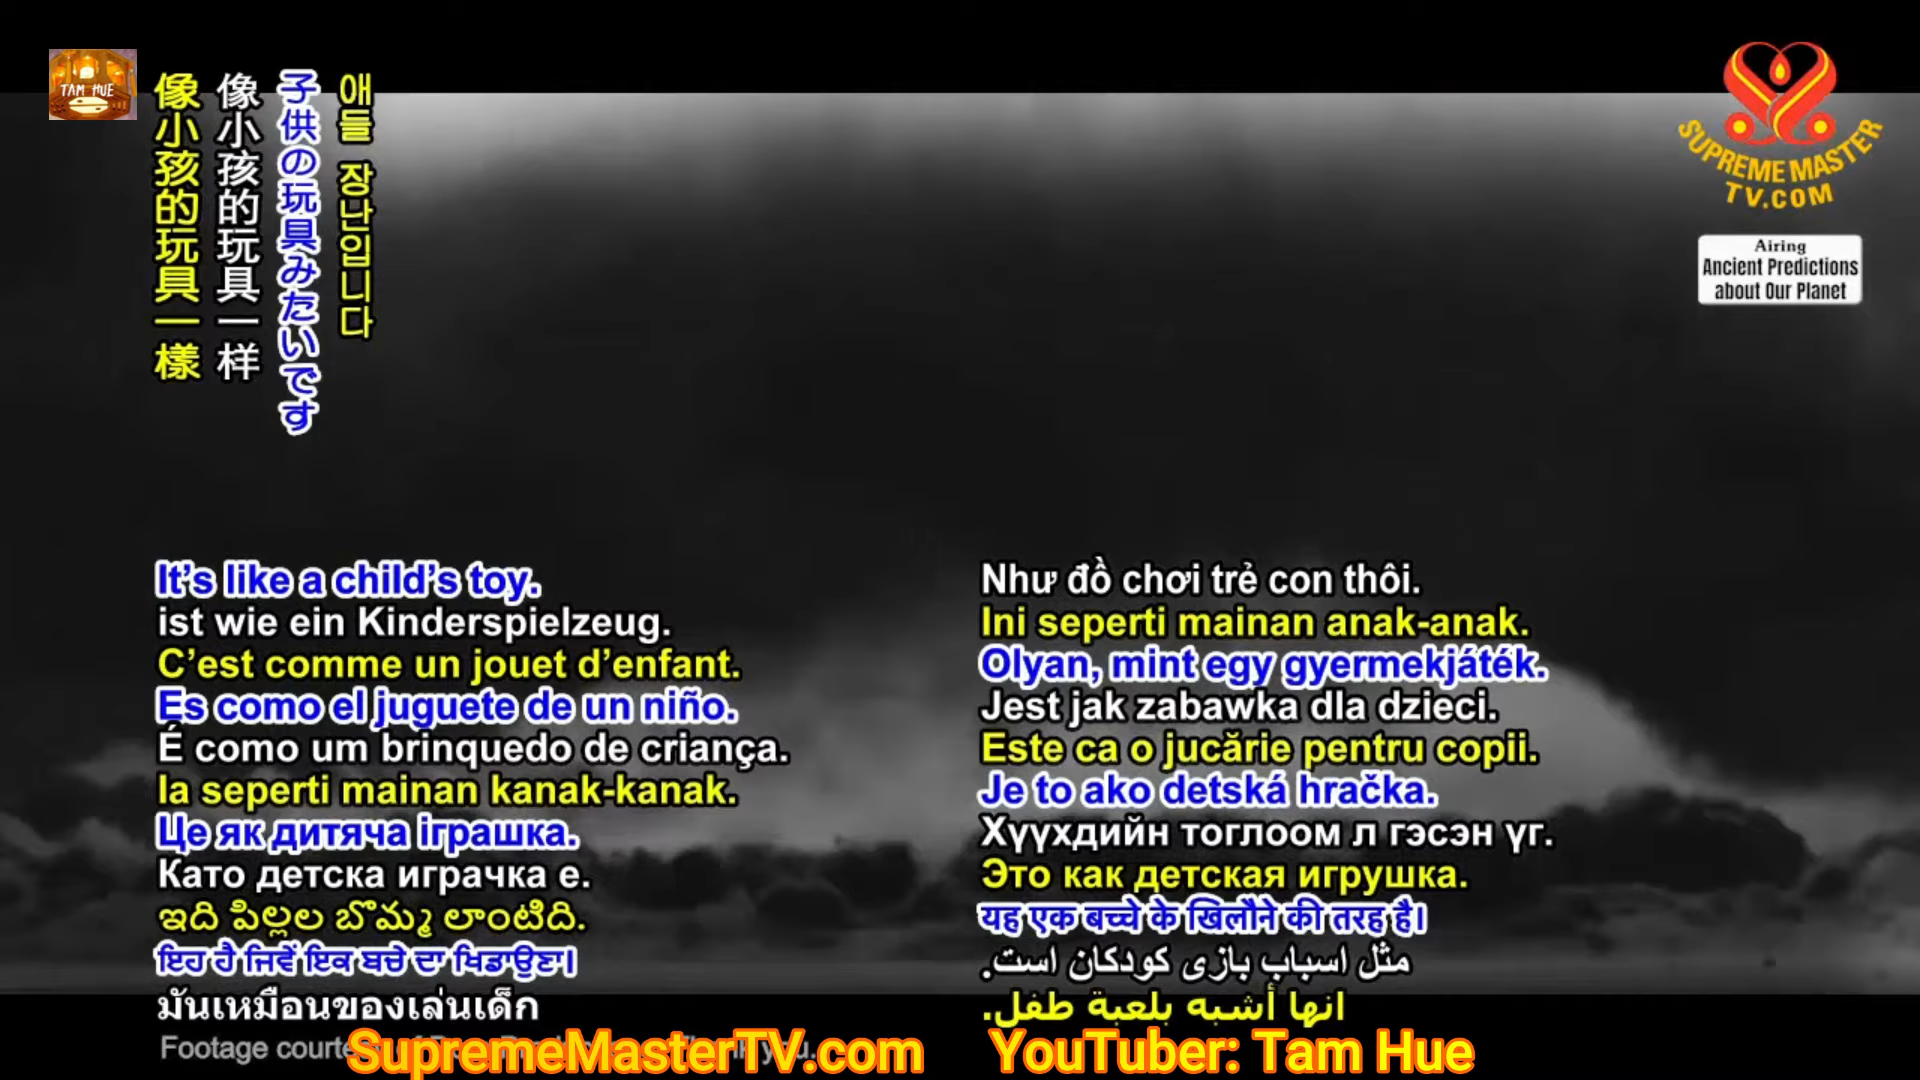 TAM HUE
像小孩的玩具一樣
像小孩的玩具一样
子供の玩具みたいです
애들 장난입니다
SUPREME MASTER
TV.COM
Airing
Ancient Predictions
about Our Planet
It’s like a child’s toy.
ist wie ein Kinderspielzeug.
C’est comme un jouet d’enfant.
Es como el juguete de un niño.
É como um brinquedo de criança.
Ia seperti mainan kanak-kanak.
Це як дитяча іграшка.
Като детска играчка е.
ఇది పిల్లల బొమ్మ లాంటిది.
ਇਹ ਹੈ ਜਿਵੇਂ ਇਕ ਬਚੇ ਦਾ ਖਿਡਾਉਣਾ।
มันเหมือนของเล่นเด็ก
Như đồ chơi trẻ con thôi.
Ini seperti mainan anak-anak.
Olyan, mint egy gyermekjáték.
Jest jak zabawka dla dzieci.
Este ca o jucărie pentru copii.
Je to ako detská hračka.
Хүүхдийн тоглоом л гэсэн үг.
Это как детская игрушка.
यह एक बच्चे के खिलौने की तरह है।
مثل اسباب بازی کودکان است.
انها أشبه بلعبة طفل.
Footage
SupremeMasterTV.com YouTuber: Tam Hue